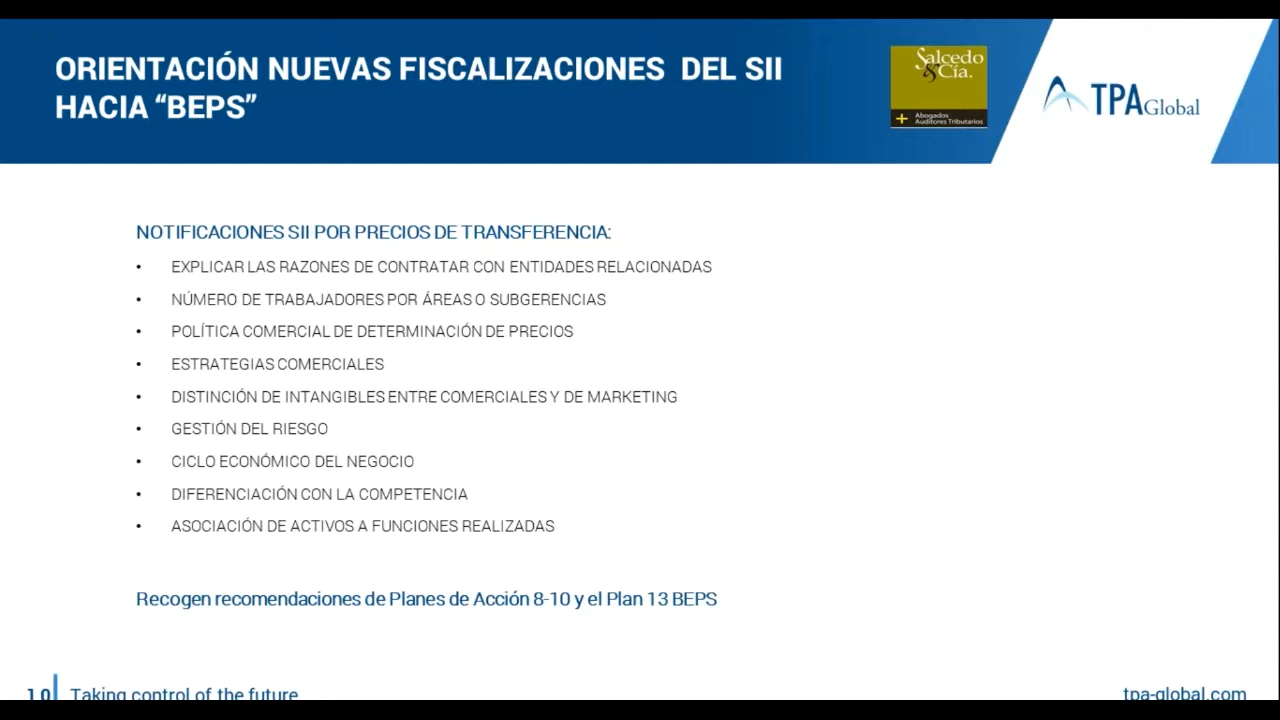 ORIENTACIÓN NUEVAS FISCALIZACIONES DEL SII
HACIA “BEPS”
Salcedo
& Cía.
+ Abogados
Auditores Tributarios
TPA Global
NOTIFICACIONES SII POR PRECIOS DE TRANSFERENCIA:
• EXPLICAR LAS RAZONES DE CONTRATAR CON ENTIDADES RELACIONADAS
• NÚMERO DE TRABAJADORES POR ÁREAS O SUBGERENCIAS
• POLÍTICA COMERCIAL DE DETERMINACIÓN DE PRECIOS
• ESTRATEGIAS COMERCIALES
• DISTINCIÓN DE INTANGIBLES ENTRE COMERCIALES Y DE MARKETING
• GESTIÓN DEL RIESGO
• CICLO ECONÓMICO DEL NEGOCIO
• DIFERENCIACIÓN CON LA COMPETENCIA
• ASOCIACIÓN DE ACTIVOS A FUNCIONES REALIZADAS
Recogen recomendaciones de Planes de Acción 8-10 y el Plan 13 BEPS
10 Taking control of the future
tpa-global.com